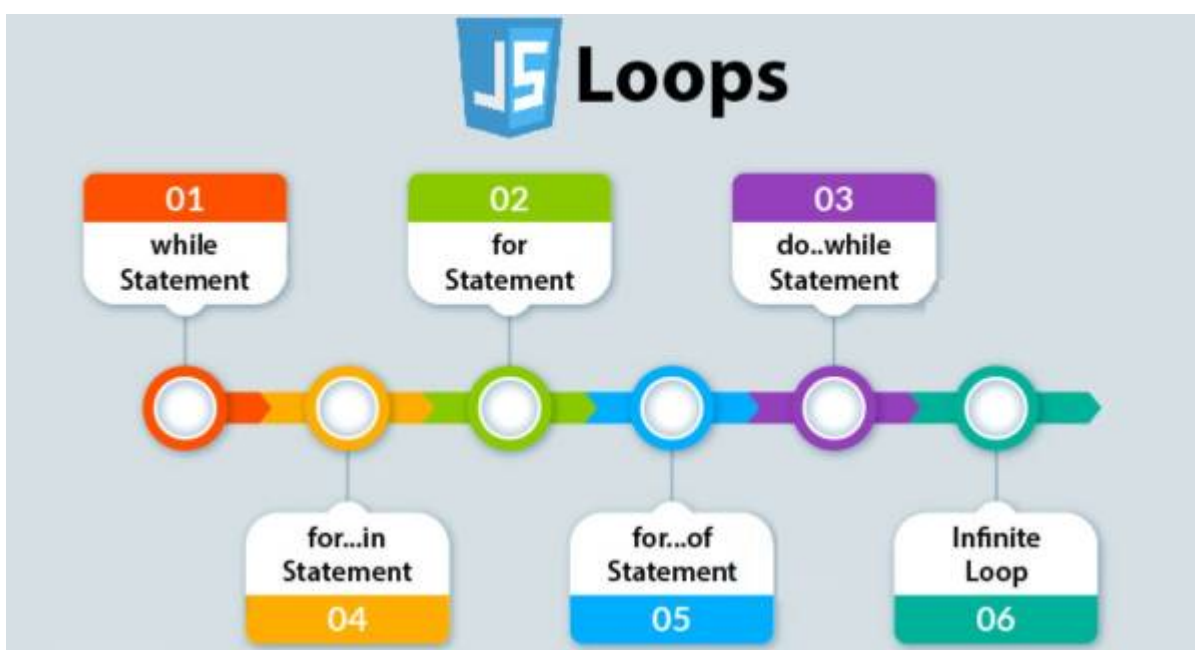 JS Loops
01
while
Statement
02
for
Statement
03
do..while
Statement
for...in
Statement
04
for...of
Statement
05
Infinite
Loop
06